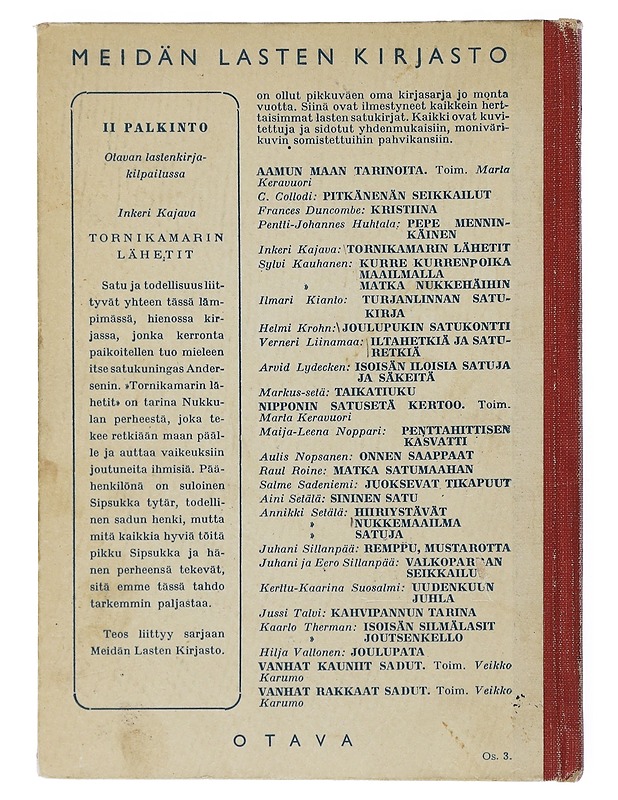 MEIDÄN LASTEN KIRJASTO
II PALKINTO
Otavan lastenkirja-
kilpailussa
Inkeri Kajava
TORNIKAMARIN
LÄHETIT
Satu ja todellisuus liit-
tyvät yhteen tässä läm-
pimässä, hienossa kir-
jassa, jonka kerronta
paikoitellen tuo mieleen
itse satukuningas Ander-
senin. »Tornikamarin lä-
hetit» on tarina Nukku-
lan perheestä, joka te-
kee retkiään maan pääl-
le ja auttaa vaikeuksiin
joutuneita ihmisiä. Pää-
henkilönä on suloinen
Sipsukka tytär, todelli-
nen sadun henki, mutta
mitä kaikkia hyviä töitä
pikku Sipsukka ja hä-
nen perheensä tekevät,
sitä emme tässä tahdo
tarkemmin paljastaa.
Teos liittyy sarjaan
Meidän Lasten Kirjasto.
on ollut pikkuväen oma kirjasarja jo monta
vuotta. Siinä ovat ilmestyneet kaikkein hert-
taisimmat lasten satukirjat. Kaikki ovat kuvi-
tettuja ja sidotut yhdenmukaisiin, moniväri-
kuvin somistettuihin pahvikansiin.
AAMUN MAAN TARINOITA. Toim. Marta
Keravuori
C. Collodi: PITKÄNENÄN SEIKKAILUT
Frances Duncombe: KRISTIINA
Pentti-Johannes Huhtala: PEPE MENNIN-
KÄINEN
Inkeri Kajava: TORNIKAMARIN LÄHETIT
Sylvi Kauhanen: KURRE KURRENPOIKA
MAAILMALLA
» MATKA NUKKEHÄIHIN
Ilmari Kianto: TURJANLINNAN SATU-
KIRJA
Helmi Krohn: JOULUPUKIN SATUKONTTI
Verneri Liinamaa: ILTAHETKIÄ JA SATU-
RETKIÄ
Arvid Lydecken: ISOISÄN ILOISIA SATUJA
JA SÄKEITÄ
Markus-setä: TAIKATIUKU
NIPPONIN SATUSETÄ KERTOO. Toim.
Marta Keravuori
Maija-Leena Noppari: PENTTAHITTISEN
KASVATTI
Aulis Nopsanen: ONNEN SAAPPAAT
Raul Roine: MATKA SATUMAAHAN
Salme Sadeniemi: JUOKSEVAT TIKAPUUT
Aini Setälä: SININEN SATU
Annikki Setälä: HIIRIYSTÄVÄT
» NUKKEMAAILMA
» SATUJA
Juhani Sillanpää: REMPPU, MUSTAROTTA
Juhani ja Eero Sillanpää: VALKOPARRAN
SEIKKAILU
Kerttu-Kaarina Suosalmi: UUDENKUUN
JUHLA
Jussi Talvi: KAHVIPANNUN TARINA
Kaarlo Therman: ISOISÄN SILMÄLASIT
» JOUTSENKELLO
Hilja Valtonen: JOULUPATA
VANHAT KAUNIIT SADUT. Toim. Veikko
Karumo
VANHAT RAKKAAT SADUT. Toim. Veikko
Karumo
OTAVA
Os. 3.